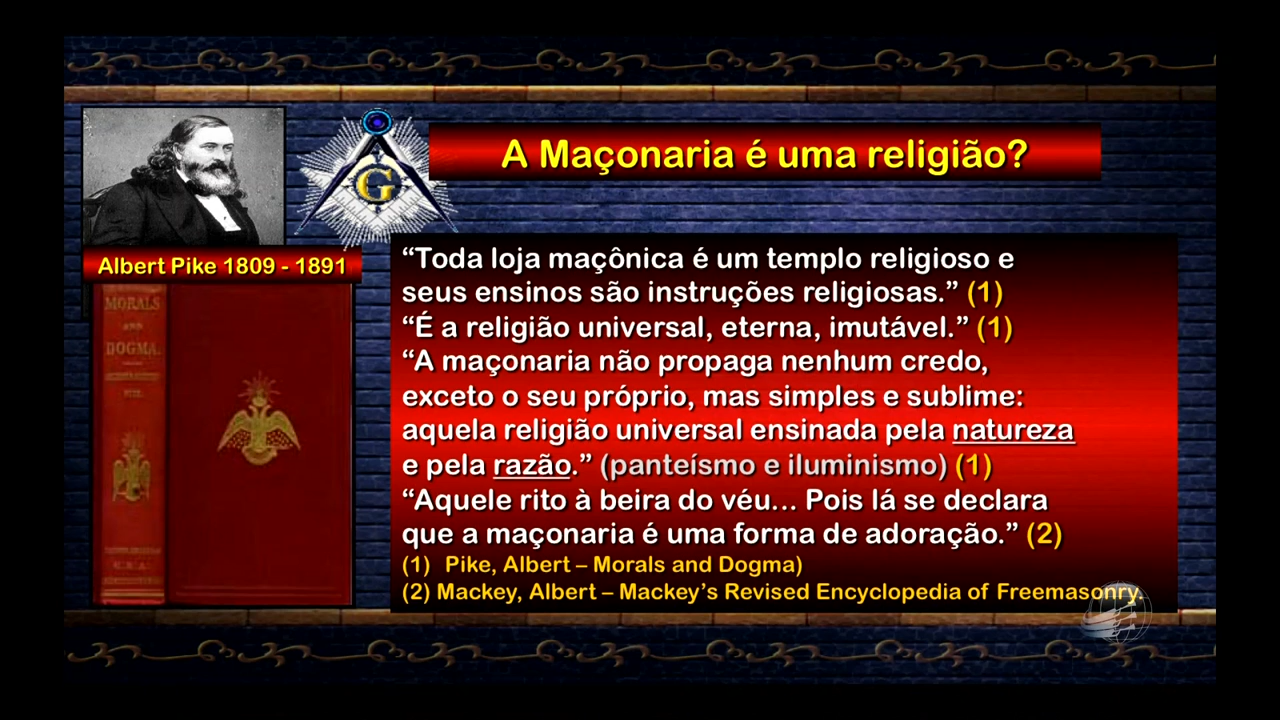 A Maçonaria é uma religião?
G
Albert Pike 1809 - 1891
MORALS
AND
DOGMA.
“Toda loja maçônica é um templo religioso e
seus ensinos são instruções religiosas.” (1)
“É a religião universal, eterna, imutável.” (1)
“A maçonaria não propaga nenhum credo,
exceto o seu próprio, mas simples e sublime:
aquela religião universal ensinada pela natureza
e pela razão.” (panteísmo e iluminismo) (1)
“Aquele rito à beira do véu... Pois lá se declara
que a maçonaria é uma forma de adoração.” (2)
(1) Pike, Albert – Morals and Dogma)
(2) Mackey, Albert – Mackey’s Revised Encyclopedia of Freemasonry.